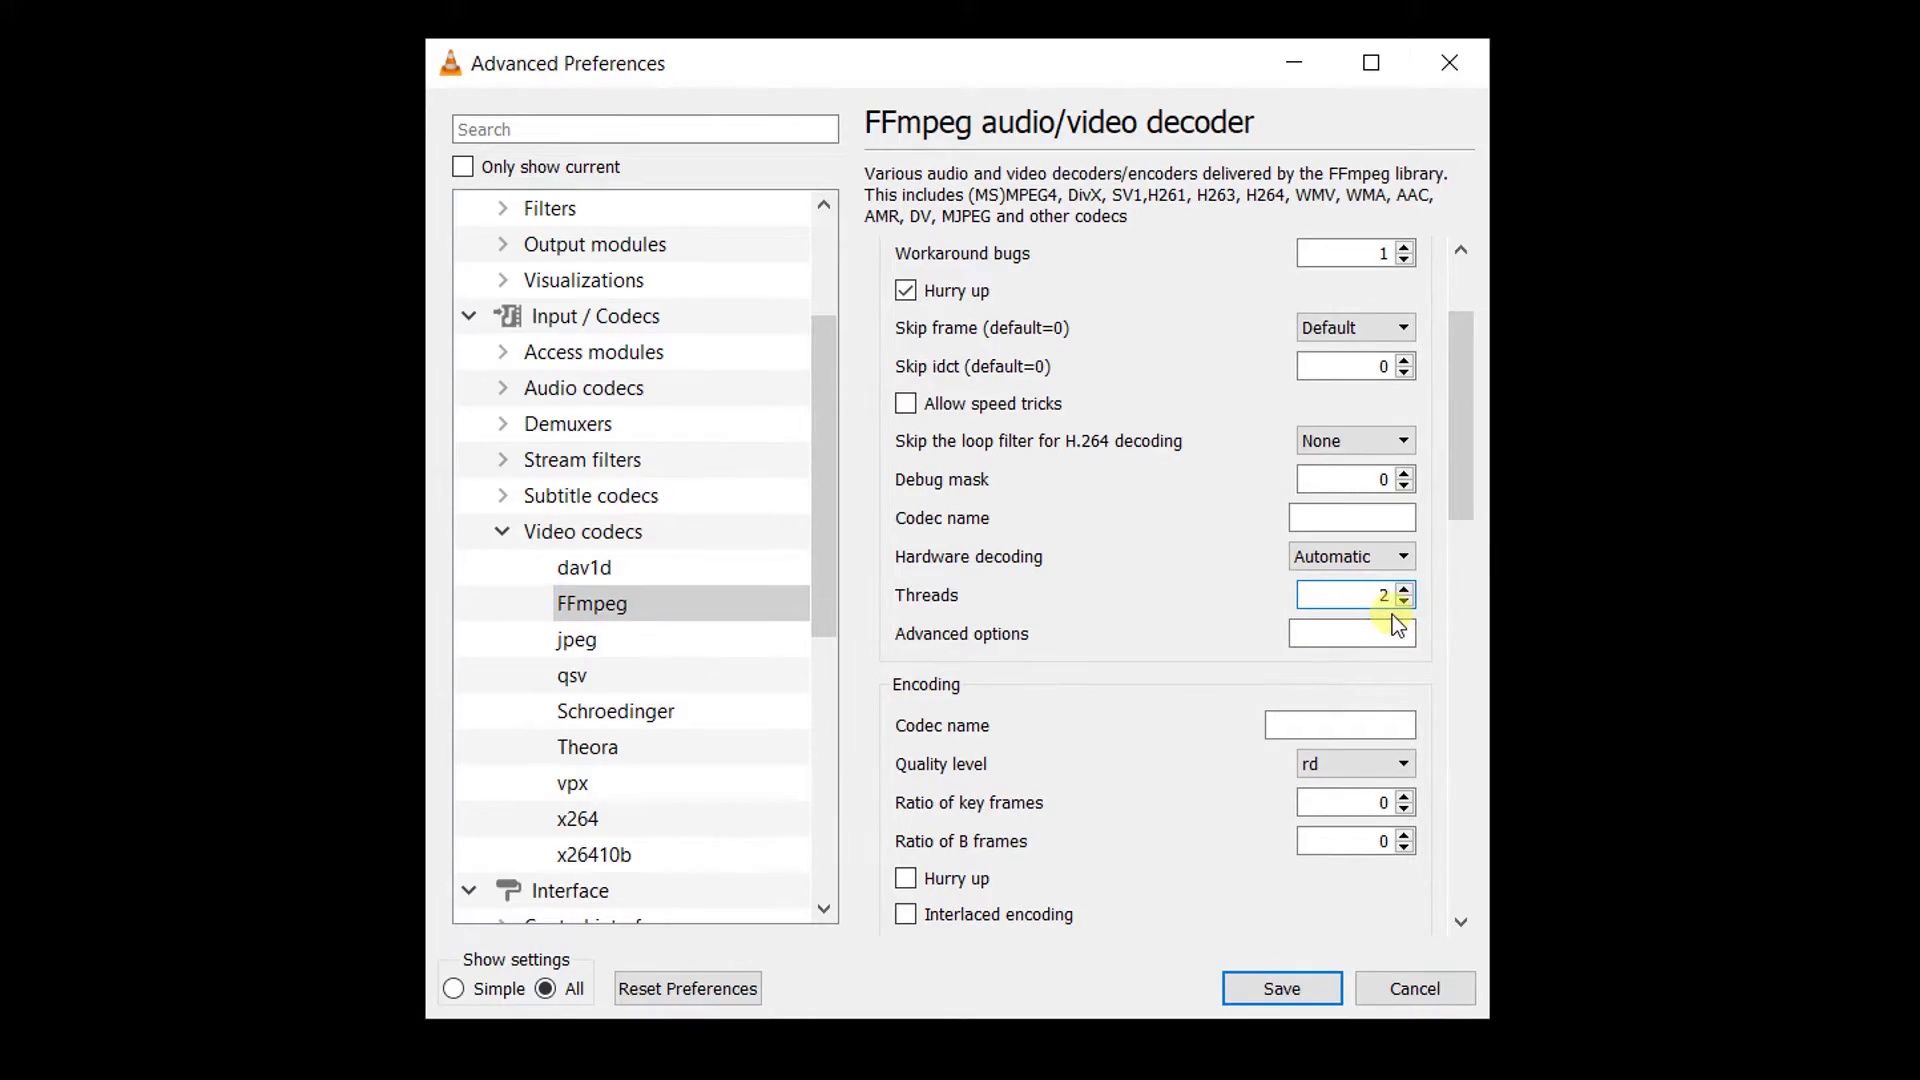 Advanced Preferences
Search
Only show current
Filters
Output modules
Visualizations
Input / Codecs
Access modules
Audio codecs
Demuxers
Stream filters
Subtitle codecs
Video codecs
dav1d
FFmpeg
jpeg
qsv
Schroedinger
Theora
vpx
x264
x26410b
Interface
FFmpeg audio/video decoder
Various audio and video decoders/encoders delivered by the FFmpeg library.
This includes (MS)MPEG4, DivX, SV1,H261, H263, H264, WMV, WMA, AAC,
AMR, DV, MJPEG and other codecs
Workaround bugs 1
Hurry up
Skip frame (default=0) Default
Skip idct (default=0) 0
Allow speed tricks
Skip the loop filter for H.264 decoding None
Debug mask 0
Codec name
Hardware decoding Automatic
Threads 2
Advanced options
Encoding
Codec name
Quality level rd
Ratio of key frames 0
Ratio of B frames 0
Hurry up
Interlaced encoding
Show settings
Simple All
Reset Preferences
Save
Cancel